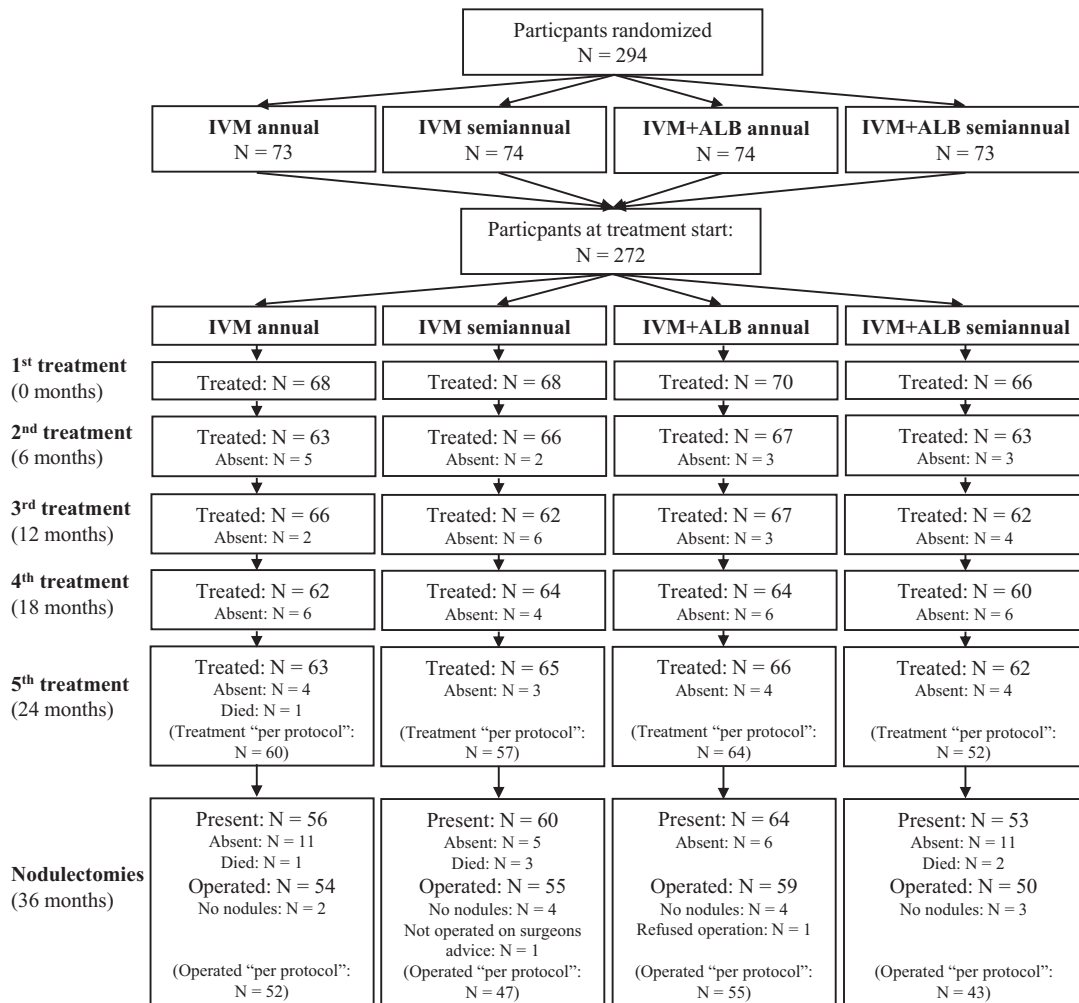 Particpants randomized
N = 294
IVM annual
N = 73
IVM semiannual
N = 74
IVM+ALB annual
N = 74
IVM+ALB semiannual
N = 73
Particpants at treatment start:
N = 272
IVM annual
IVM semiannual
IVM+ALB annual
IVM+ALB semiannual
1st treatment
(0 months)
Treated: N = 68
Treated: N = 68
Treated: N = 70
Treated: N = 66
2nd treatment
(6 months)
Treated: N = 63
Absent: N = 5
Treated: N = 66
Absent: N = 2
Treated: N = 67
Absent: N = 3
Treated: N = 63
Absent: N = 3
3rd treatment
(12 months)
Treated: N = 66
Absent: N = 2
Treated: N = 62
Absent: N = 6
Treated: N = 67
Absent: N = 3
Treated: N = 62
Absent: N = 4
4th treatment
(18 months)
Treated: N = 62
Absent: N = 6
Treated: N = 64
Absent: N = 4
Treated: N = 64
Absent: N = 6
Treated: N = 60
Absent: N = 6
5th treatment
(24 months)
Treated: N = 63
Absent: N = 4
Died: N = 1
(Treatment “per protocol”:
N = 60)
Treated: N = 65
Absent: N = 3
(Treatment “per protocol”:
N = 57)
Treated: N = 66
Absent: N = 4
(Treatment “per protocol”:
N = 64)
Treated: N = 62
Absent: N = 4
(Treatment “per protocol”:
N = 52)
Nodulectomies
(36 months)
Present: N = 56
Absent: N = 11
Died: N = 1
Operated: N = 54
No nodules: N = 2
(Operated “per protocol”:
N = 52)
Present: N = 60
Absent: N = 5
Died: N = 3
Operated: N = 55
No nodules: N = 4
Not operated on surgeons
advice: N = 1
(Operated “per protocol”:
N = 47)
Present: N = 64
Absent: N = 6
Operated: N = 59
No nodules: N = 4
Refused operation: N = 1
(Operated “per protocol”:
N = 55)
Present: N = 53
Absent: N = 11
Died: N = 2
Operated: N = 50
No nodules: N = 3
(Operated “per protocol”:
N = 43)